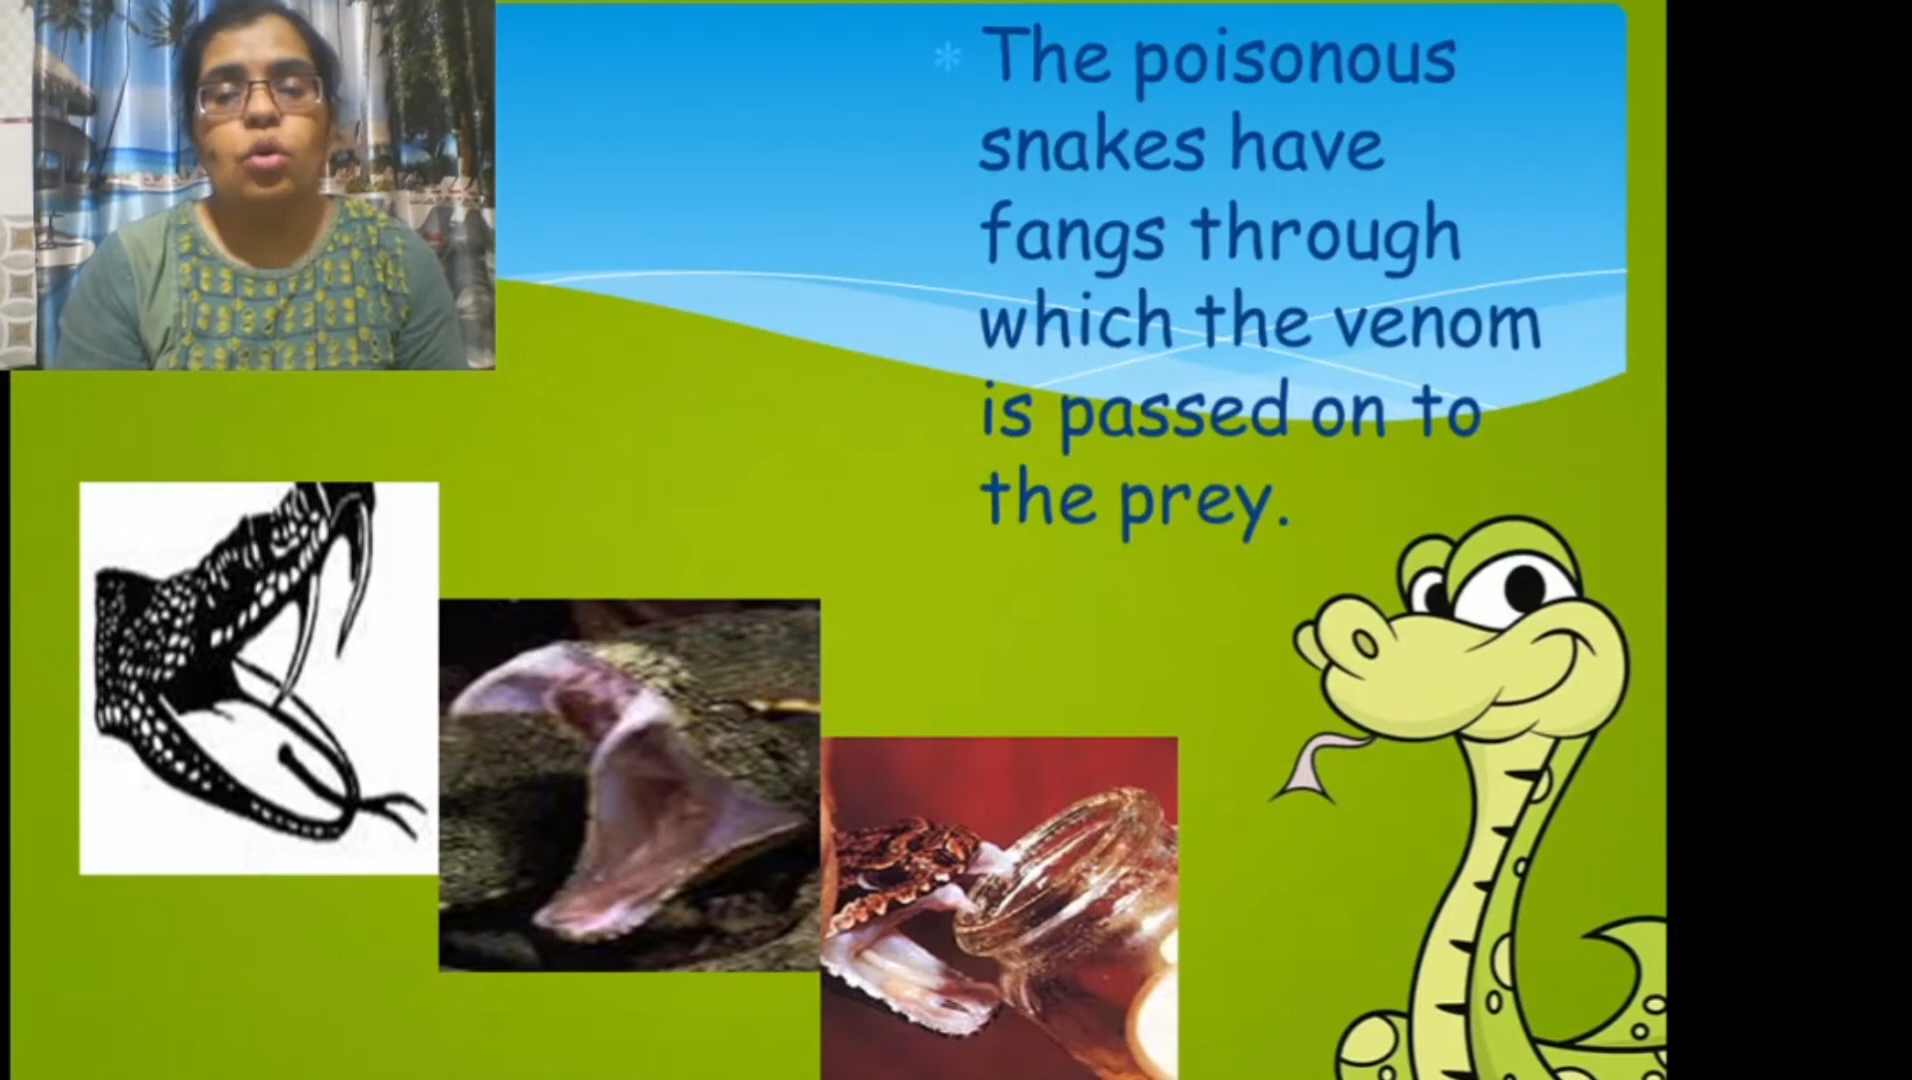 The poisonous
snakes have
fangs through
which the venom
is passed on to
the prey.